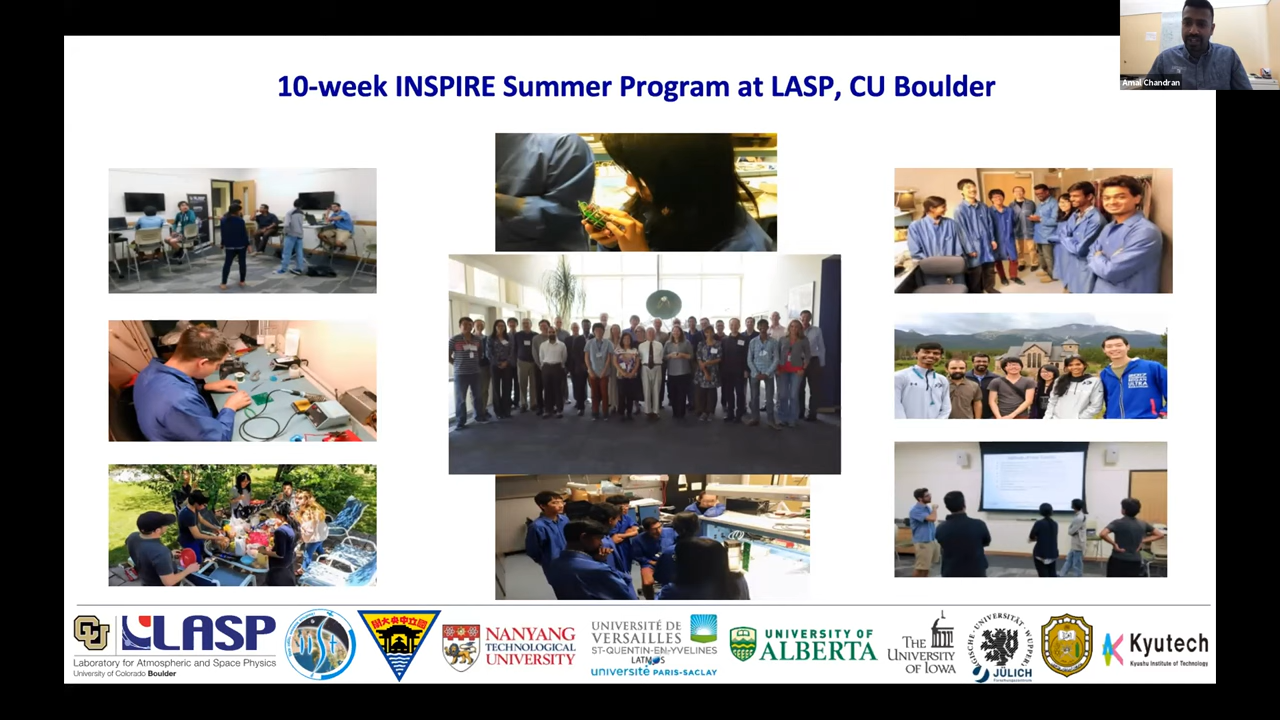 10-week INSPIRE Summer Program at LASP, CU Boulder
Amal Chandran
CU
LASP
Laboratory for Atmospheric and Space Physics
University of Colorado Boulder
NANYANG
TECHNOLOGICAL
UNIVERSITY
UNIVERSITÉ DE
VERSAILLES
ST-QUENTIN-EN-YVELINES
LATMOS
université PARIS-SACLAY
UNIVERSITY OF
ALBERTA
THE
UNIVERSITY
OF IOWA
JÜLICH
Forschungszentrum
Kyutech
Kyushu Institute of Technology